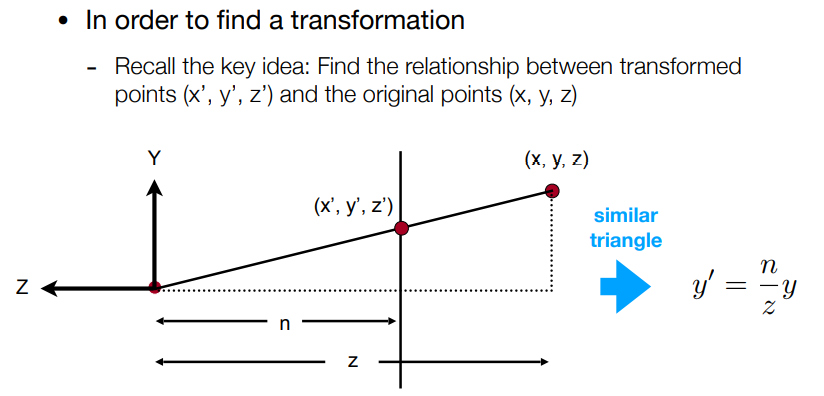 • In order to find a transformation
- Recall the key idea: Find the relationship between transformed
points (x’, y’, z’) and the original points (x, y, z)
Y
(x, y, z)
(x’, y’, z’)
similar
triangle
Z
y′ = n/z y
n
z